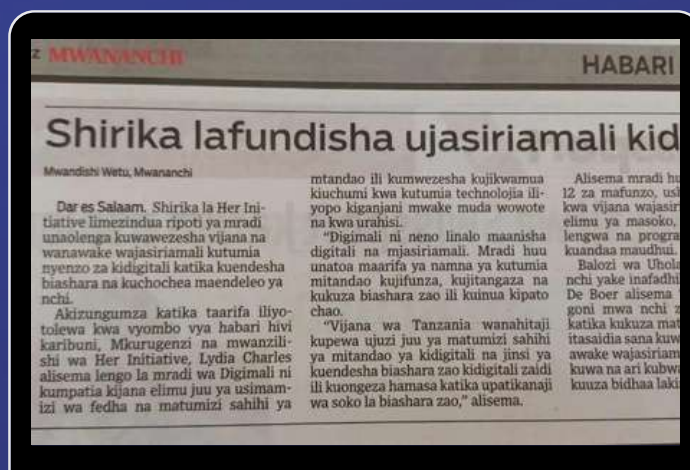 z MWANANCHI
HABARI
Shirika lafundisha ujasiriamali kid
Mwandishi Wetu, Mwananchi
Dar es Salaam. Shirika la Her Ini-
tiative limezindua ripoti ya mradi
unaolenga kuwawezesha vijana na
wanawake wajasiriamali kutumia
nyenzo za kidigitali katika kuendesha
biashara na kuchochea maendeleo ya
nchi.
Akizungumza katika taarifa iliyo-
tolewa kwa vyombo vya habari hivi
karibuni, Mkurugenzi na mwanzili-
shi wa Her Initiative, Lydia Charles
alisema lengo la mradi wa Digimali ni
kumpatia kijana elimu juu ya usimam-
izi wa fedha na matumizi sahihi ya
mtandao ili kumwezesha kujikwamua
kiuchumi kwa kutumia technolojia ili-
yopo kiganjani mwake muda wowote
na kwa urahisi.
“Digimali ni neno linalo maanisha
digitali na mjasiriamali. Mradi huu
unatoa maarifa ya namna ya kutumia
mitandao kujifunza, kujitangaza na
kukuza biashara zao ili kuinua kipato
chao.
“Vijana wa Tanzania wanahitaji
kupewa ujuzi juu ya matumizi sahihi
ya mitandao ya kidigitali na jinsi ya
kuendesha biashara zao kidigitali zaidi
ili kuongeza hamasa katika upatikanaji
wa soko la biashara zao,” alisema.
Alisema mradi hu
12 za mafunzo, ush
kwa vijana wajasir
elimu ya masoko,
lengwa na progra
kuandaa maudhui.
Balozi wa Uhola
nchi yake inafadhi
De Boer alisema
goni mwa nchi z
katika kukuza mat
itasaidia sana kuw
awake wajasiriam
kuwa na ari kubwa
kuuza bidhaa laki